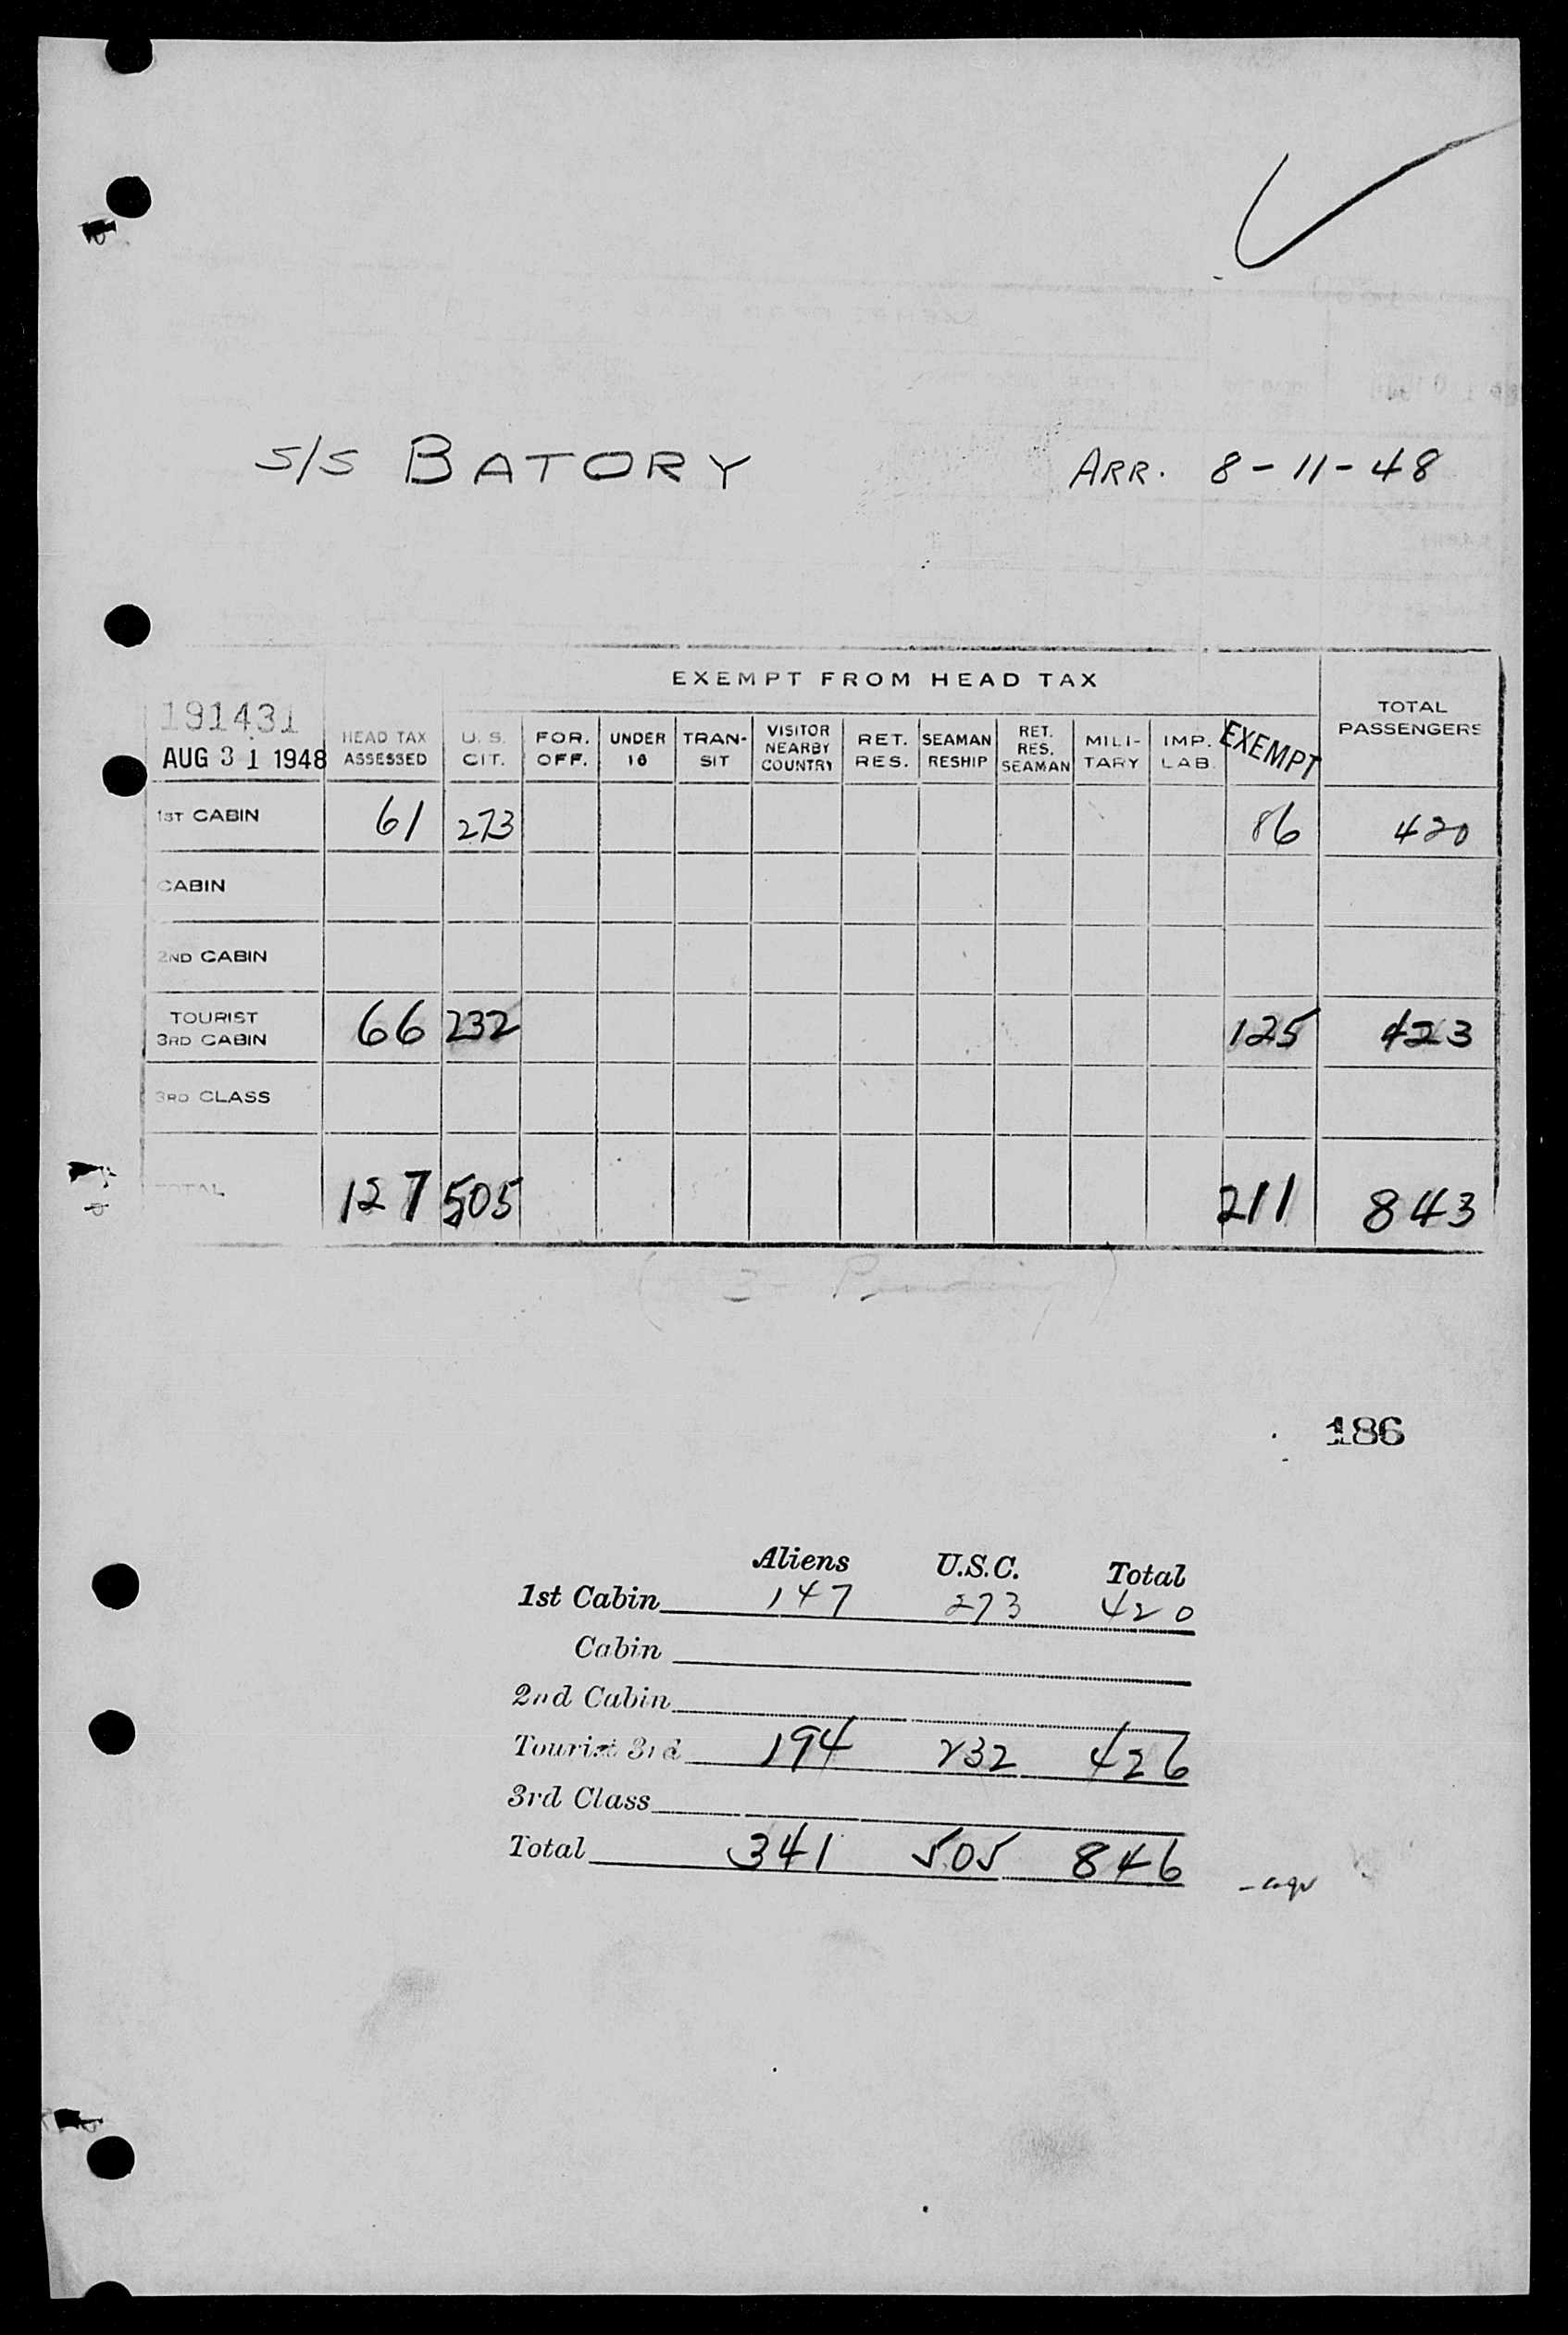 S/S BATORY ARR. 8-11-48
EXEMPT FROM HEAD TAX
191431
AUG 31 1948
HEAD TAX ASSESSED
U. S. CIT.
FOR. OFF.
UNDER 16
TRAN- SIT
VISITOR NEARBY COUNTRY
RET. RES.
SEAMAN RESHIP
RET. RES. SEAMAN
MILI- TARY
IMP. LAB.
EXEMPT
TOTAL PASSENGERS
1ST CABIN 61 273 86 420
CABIN
2ND CABIN
TOURIST
3RD CABIN 66 232 125 423
3RD CLASS
TOTAL 127 505 211 843
186
Aliens U.S.C. Total
1st Cabin 147 273 420
Cabin
2nd Cabin
Tourist 3rd 194 232 426
3rd Class
Total 341 505 846